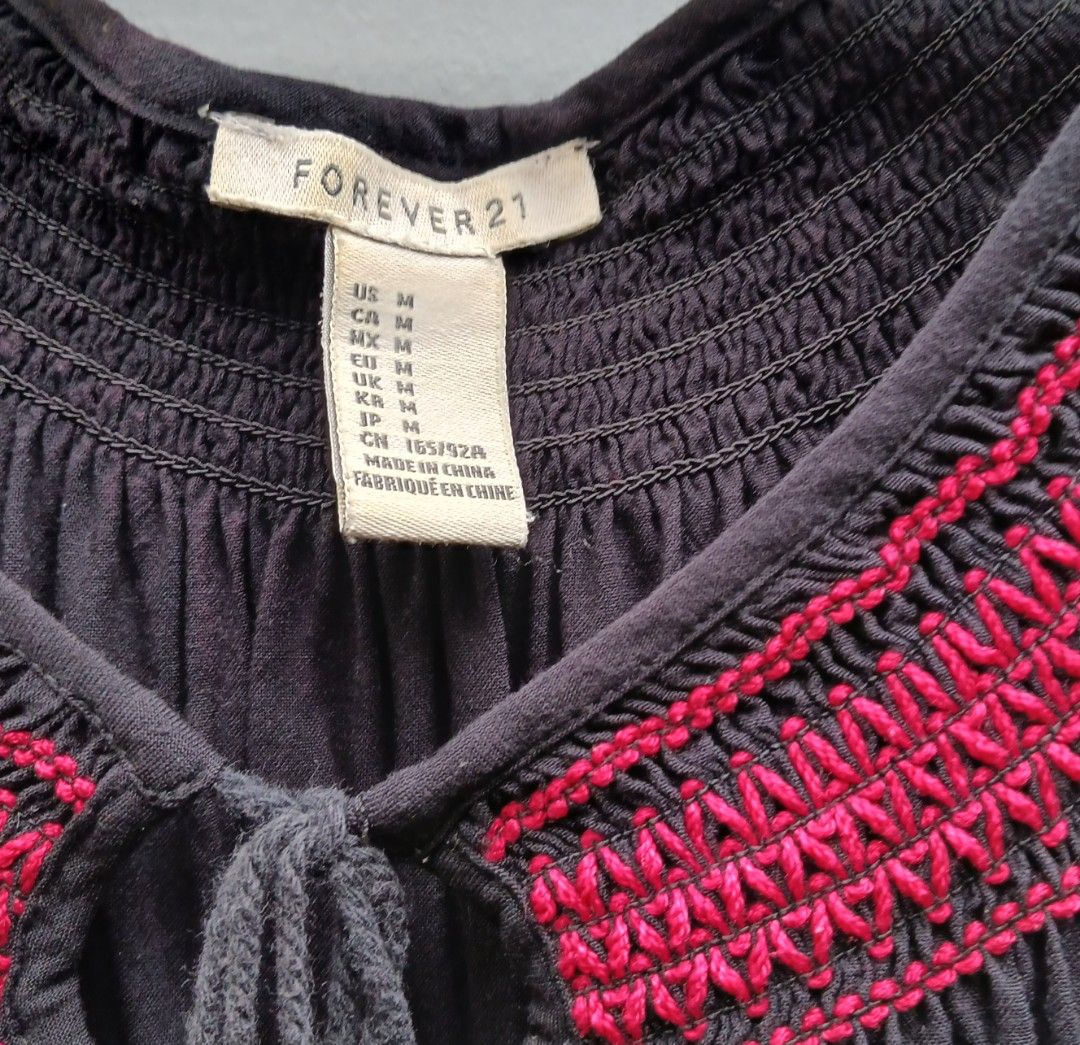 FOREVER 21
US M
CA M
MX M
EU M
UK M
KR M
JP M
CN 165/92A
MADE IN CHINA
FABRIQUÉ EN CHINE